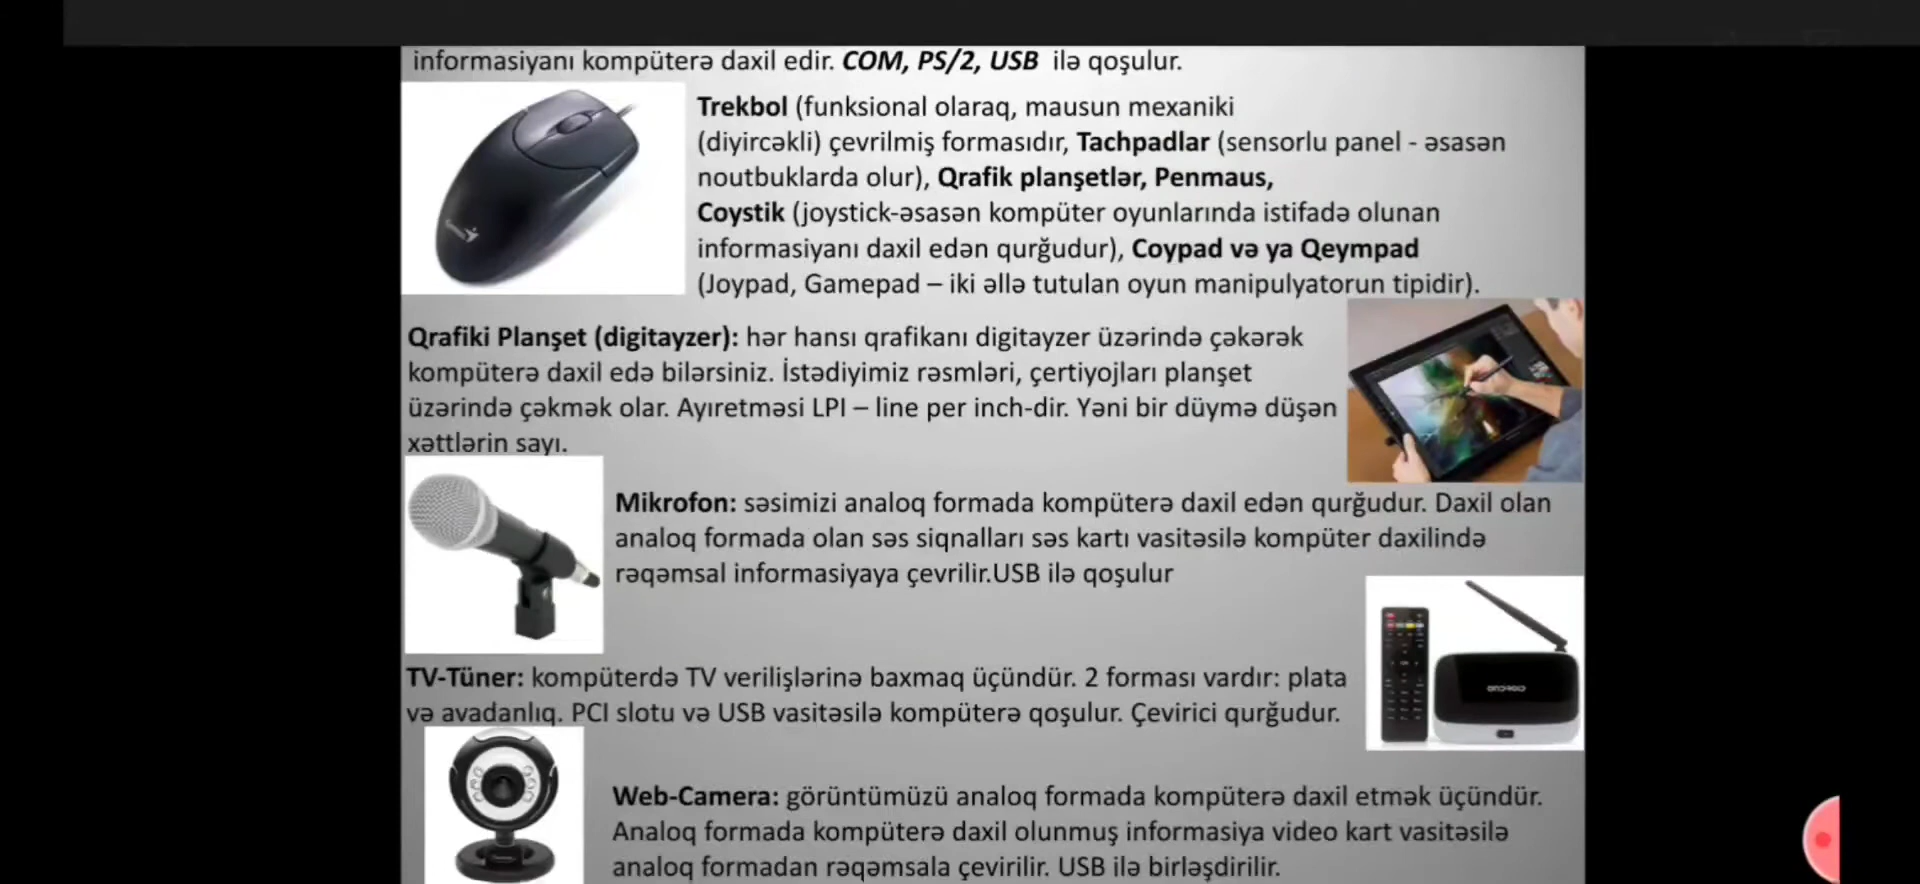 informasiyanı kompüterə daxil edir. COM, PS/2, USB ilə qoşulur.
Trekbol (funksional olaraq, mausun mexaniki
(diyircəkli) çevrilmiş formasıdır, Tachpadlar (sensorlu panel - əsasən
noutbuklarda olur), Qrafik planşetlər, Penmaus,
Coystik (joystick-əsasən kompüter oyunlarında istifadə olunan
informasiyanı daxil edən qurğudur), Coypad və ya Qeympad
(Joypad, Gamepad – iki əllə tutulan oyun manipulyatorun tipidir).
Qrafiki Planşet (digitayzer): hər hansı qrafikanı digitayzer üzərində çəkərək
kompüterə daxil edə bilərsiniz. İstədiyimiz rəsmləri, çertiyojları planşet
üzərində çəkmək olar. Ayıretməsi LPI – line per inch-dir. Yəni bir düymə düşən
xəttlərin sayı.
Mikrofon: səsimizi analoq formada kompüterə daxil edən qurğudur. Daxil olan
analoq formada olan səs siqnalları səs kartı vasitəsilə kompüter daxilində
rəqəmsal informasiyaya çevrilir.USB ilə qoşulur
TV-Tüner: kompüterdə TV verilişlərinə baxmaq üçündür. 2 forması vardır: plata
və avadanlıq. PCI slotu və USB vasitəsilə kompüterə qoşulur. Çevirici qurğudur.
ANDROID
Web-Camera: görüntümüzü analoq formada kompüterə daxil etmək üçündür.
Analoq formada kompüterə daxil olunmuş informasiya video kart vasitəsilə
analoq formadan rəqəmsala çevirilir. USB ilə birləşdirilir.